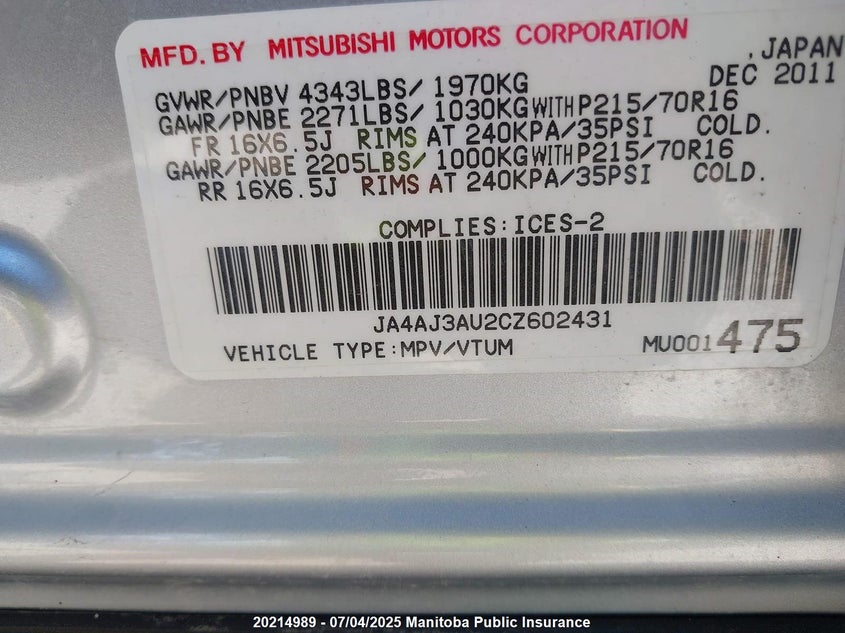 MFD. BY MITSUBISHI MOTORS CORPORATION
, JAPAN
GVWR/PNBV 4343LBS/ 1970KG DEC 2011
GAWR/PNBE 2271LBS/ 1030KG WITH P215/70R16
FR 16X6.5J RIMS AT 240KPA/35PSI COLD.
GAWR/PNBE 2205LBS/ 1000KG WITH P215/70R16
RR 16X6.5J RIMS AT 240KPA/35PSI COLD.
COMPLIES:ICES-2
JA4AJ3AU2CZ602431
VEHICLE TYPE:MPV/VTUM MU001475
20214989 - 07/04/2025 Manitoba Public Insurance